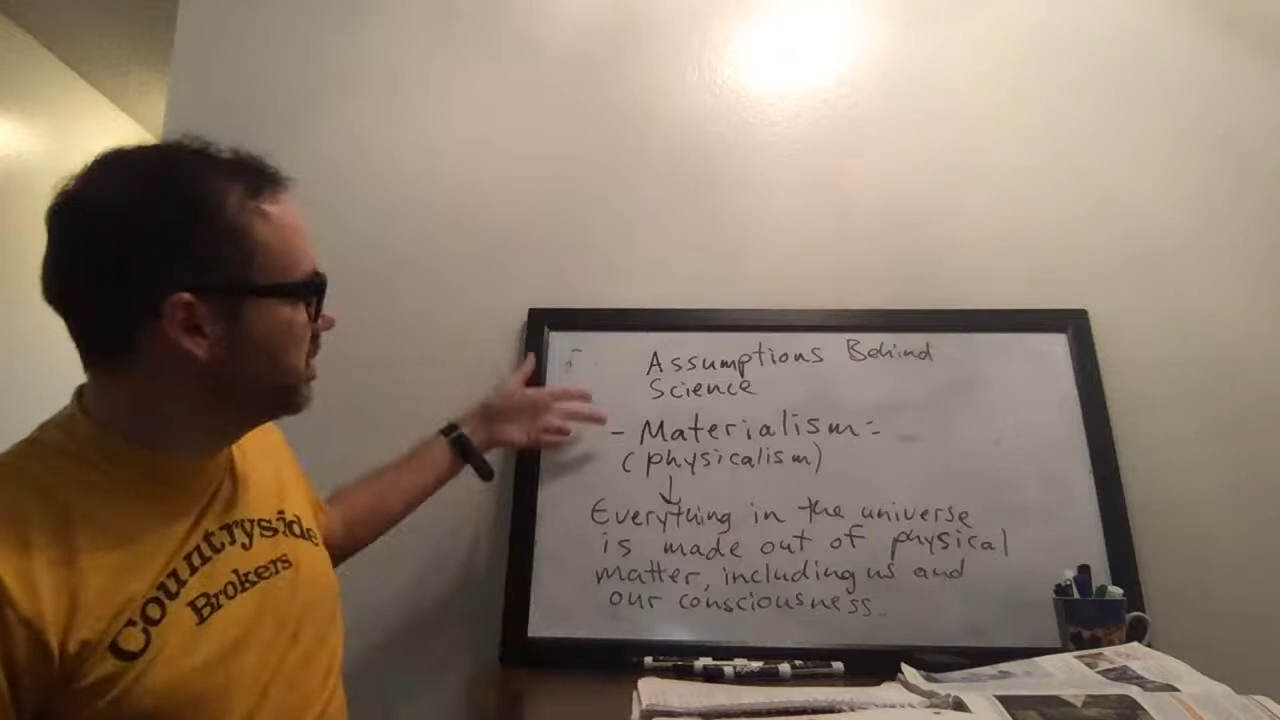 Assumptions Behind
Science
- Materialism=
(physicalism)
↓
Everything in the universe
is made out of physical
matter, including us and
our consciousness.
Countryside
Brokers